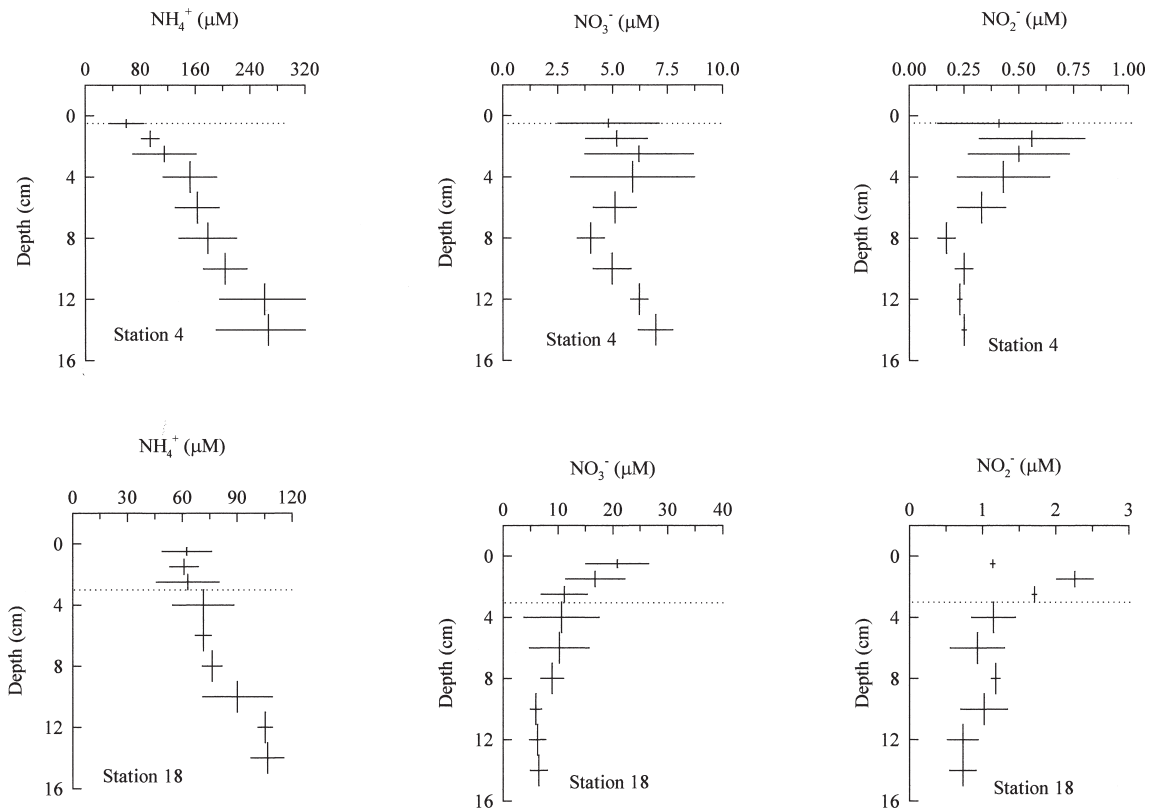 NH₄⁺ (μM)
0 80 160 240 320
0
4
8
12
16
Depth (cm)
Station 4
NO₃⁻ (μM)
0.0 2.5 5.0 7.5 10.0
0
4
8
12
16
Depth (cm)
Station 4
NO₂⁻ (μM)
0.00 0.25 0.50 0.75 1.00
0
4
8
12
16
Depth (cm)
Station 4
NH₄⁺ (μM)
0 30 60 90 120
0
4
8
12
16
Depth (cm)
Station 18
NO₃⁻ (μM)
0 10 20 30 40
0
4
8
12
16
Depth (cm)
Station 18
NO₂⁻ (μM)
0 1 2 3
0
4
8
12
16
Depth (cm)
Station 18